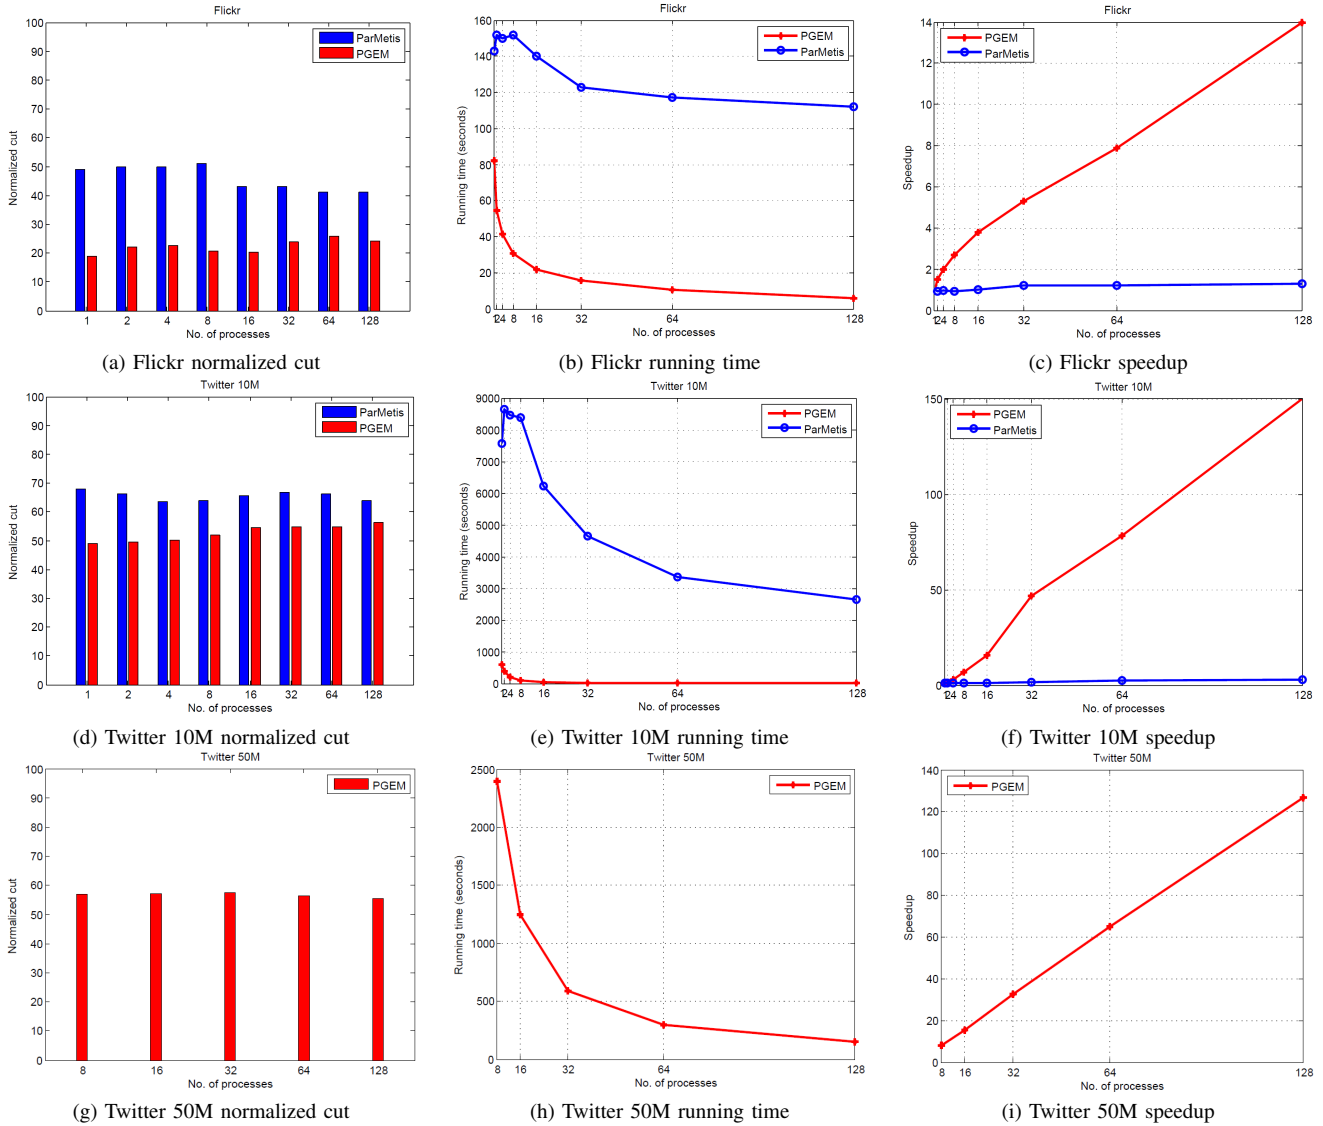 Flickr
100
90
80
70
60
50
40
30
20
10
0
Normalized cut
ParMetis
PGEM
1 2 4 8 16 32 64 128
No. of processes
(a) Flickr normalized cut
Flickr
160
140
120
100
80
60
40
20
0
Running time (seconds)
PGEM
ParMetis
1 2 4 8 16 32 64 128
No. of processes
(b) Flickr running time
Flickr
14
12
10
8
6
4
2
0
Speedup
PGEM
ParMetis
1 2 4 8 16 32 64 128
No. of processes
(c) Flickr speedup
Twitter 10M
100
90
80
70
60
50
40
30
20
10
0
Normalized cut
ParMetis
PGEM
1 2 4 8 16 32 64 128
No. of processes
(d) Twitter 10M normalized cut
Twitter 10M
9000
8000
7000
6000
5000
4000
3000
2000
1000
0
Running time (seconds)
PGEM
ParMetis
1 2 4 8 16 32 64 128
No. of processes
(e) Twitter 10M running time
Twitter 10M
150
100
50
0
Speedup
PGEM
ParMetis
1 2 4 8 16 32 64 128
No. of processes
(f) Twitter 10M speedup
Twitter 50M
100
90
80
70
60
50
40
30
20
10
0
Normalized cut
PGEM
8 16 32 64 128
No. of processes
(g) Twitter 50M normalized cut
Twitter 50M
2500
2000
1500
1000
500
0
Running time (seconds)
PGEM
8 16 32 64 128
No. of processes
(h) Twitter 50M running time
Twitter 50M
140
120
100
80
60
40
20
0
Speedup
PGEM
8 16 32 64 128
No. of processes
(i) Twitter 50M speedup